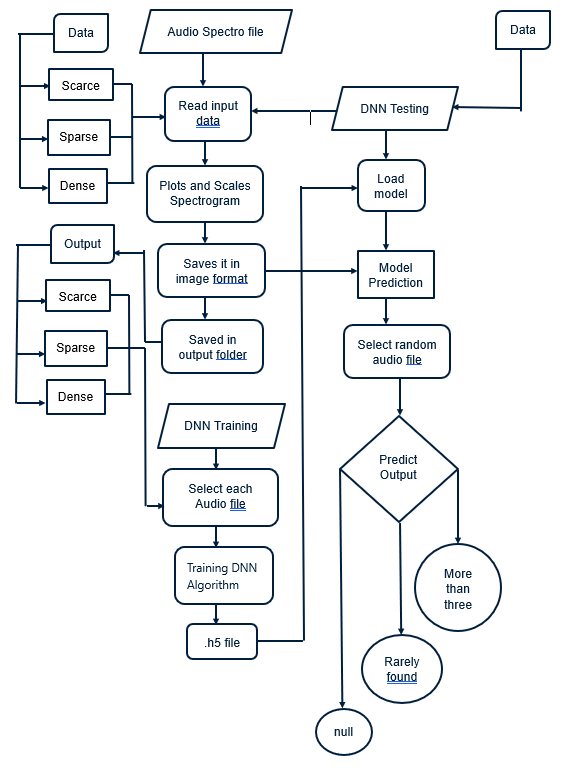 Data
Audio Spectro file
Data
Scarce
Sparse
Dense
Read input
data
DNN Testing
Plots and Scales
Spectrogram
Load
model
Output
Saves it in
image format
Model
Prediction
Scarce
Sparse
Dense
Saved in
output folder
Select random
audio file
DNN Training
Select each
Audio file
Predict
Output
Training DNN
Algorithm
.h5 file
More
than
three
Rarely
found
null